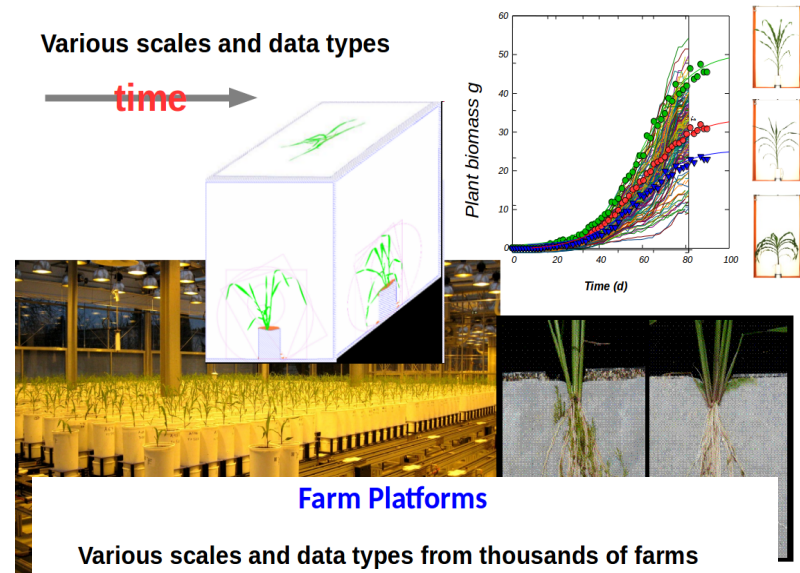 Various scales and data types
time
Plant biomass g
60
50
40
30
20
10
0
0
20
40
60
80
100
Time (d)
Farm Platforms
Various scales and data types from thousands of farms